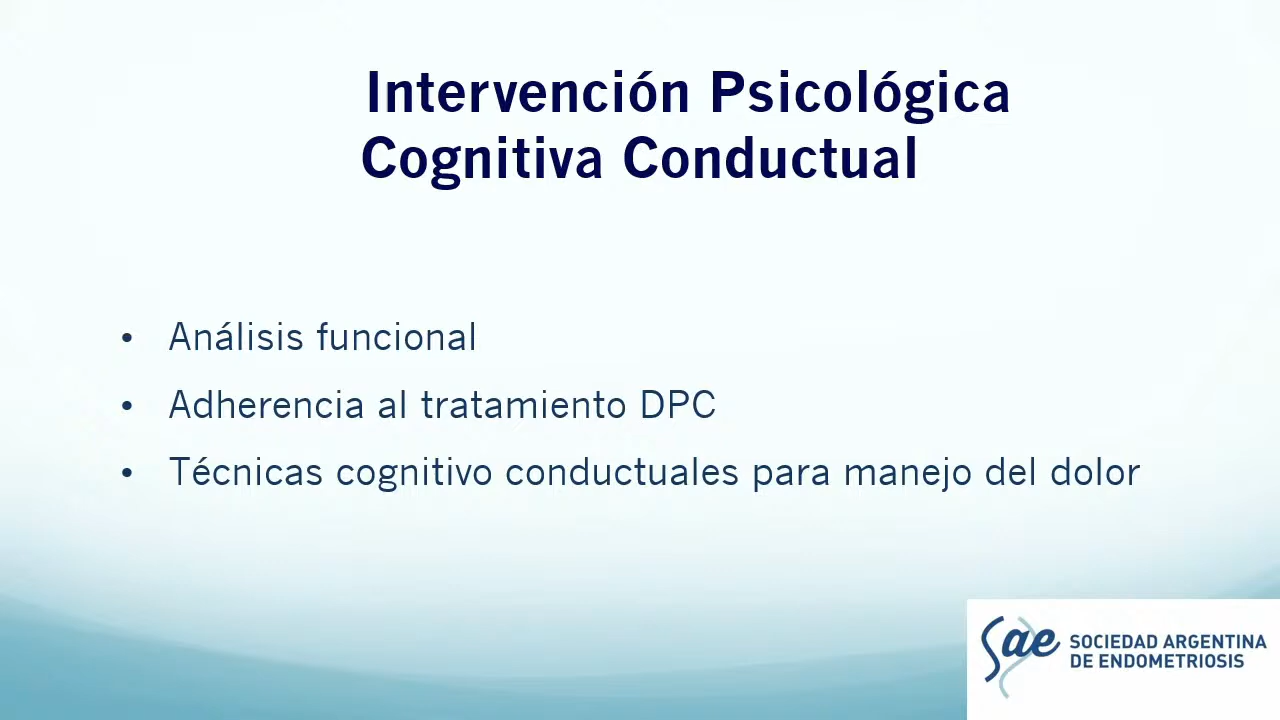 Intervención Psicológica
Cognitiva Conductual
• Análisis funcional
• Adherencia al tratamiento DPC
• Técnicas cognitivo conductuales para manejo del dolor
sae
SOCIEDAD ARGENTINA
DE ENDOMETRIOSIS